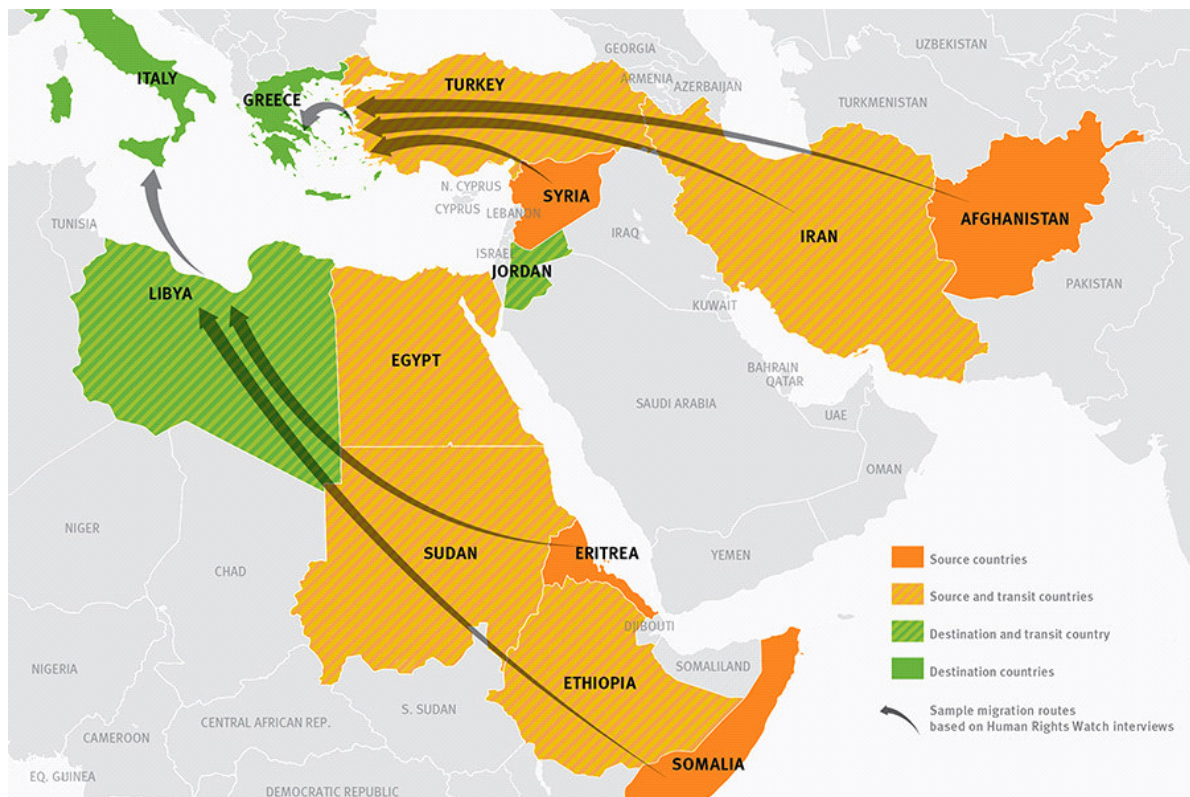 GEORGIA
UZBEKISTAN
ITALY
TURKEY
ARMENIA
AZERBAIJAN
GREECE
TURKMENISTAN
N. CYPRUS
SYRIA
CYPRUS
LEBANON
AFGHANISTAN
TUNISIA
IRAQ
IRAN
ISRAEL
JORDAN
PAKISTAN
LIBYA
KUWAIT
EGYPT
BAHRAIN
QATAR
SAUDI ARABIA
UAE
OMAN
NIGER
SUDAN
ERITREA
YEMEN
CHAD
DJIBOUTI
NIGERIA
SOMALILAND
ETHIOPIA
S. SUDAN
CENTRAL AFRICAN REP.
CAMEROON
SOMALIA
EQ. GUINEA
DEMOCRATIC REPUBLIC
Source countries
Source and transit countries
Destination and transit country
Destination countries
Sample migration routes
based on Human Rights Watch interviews